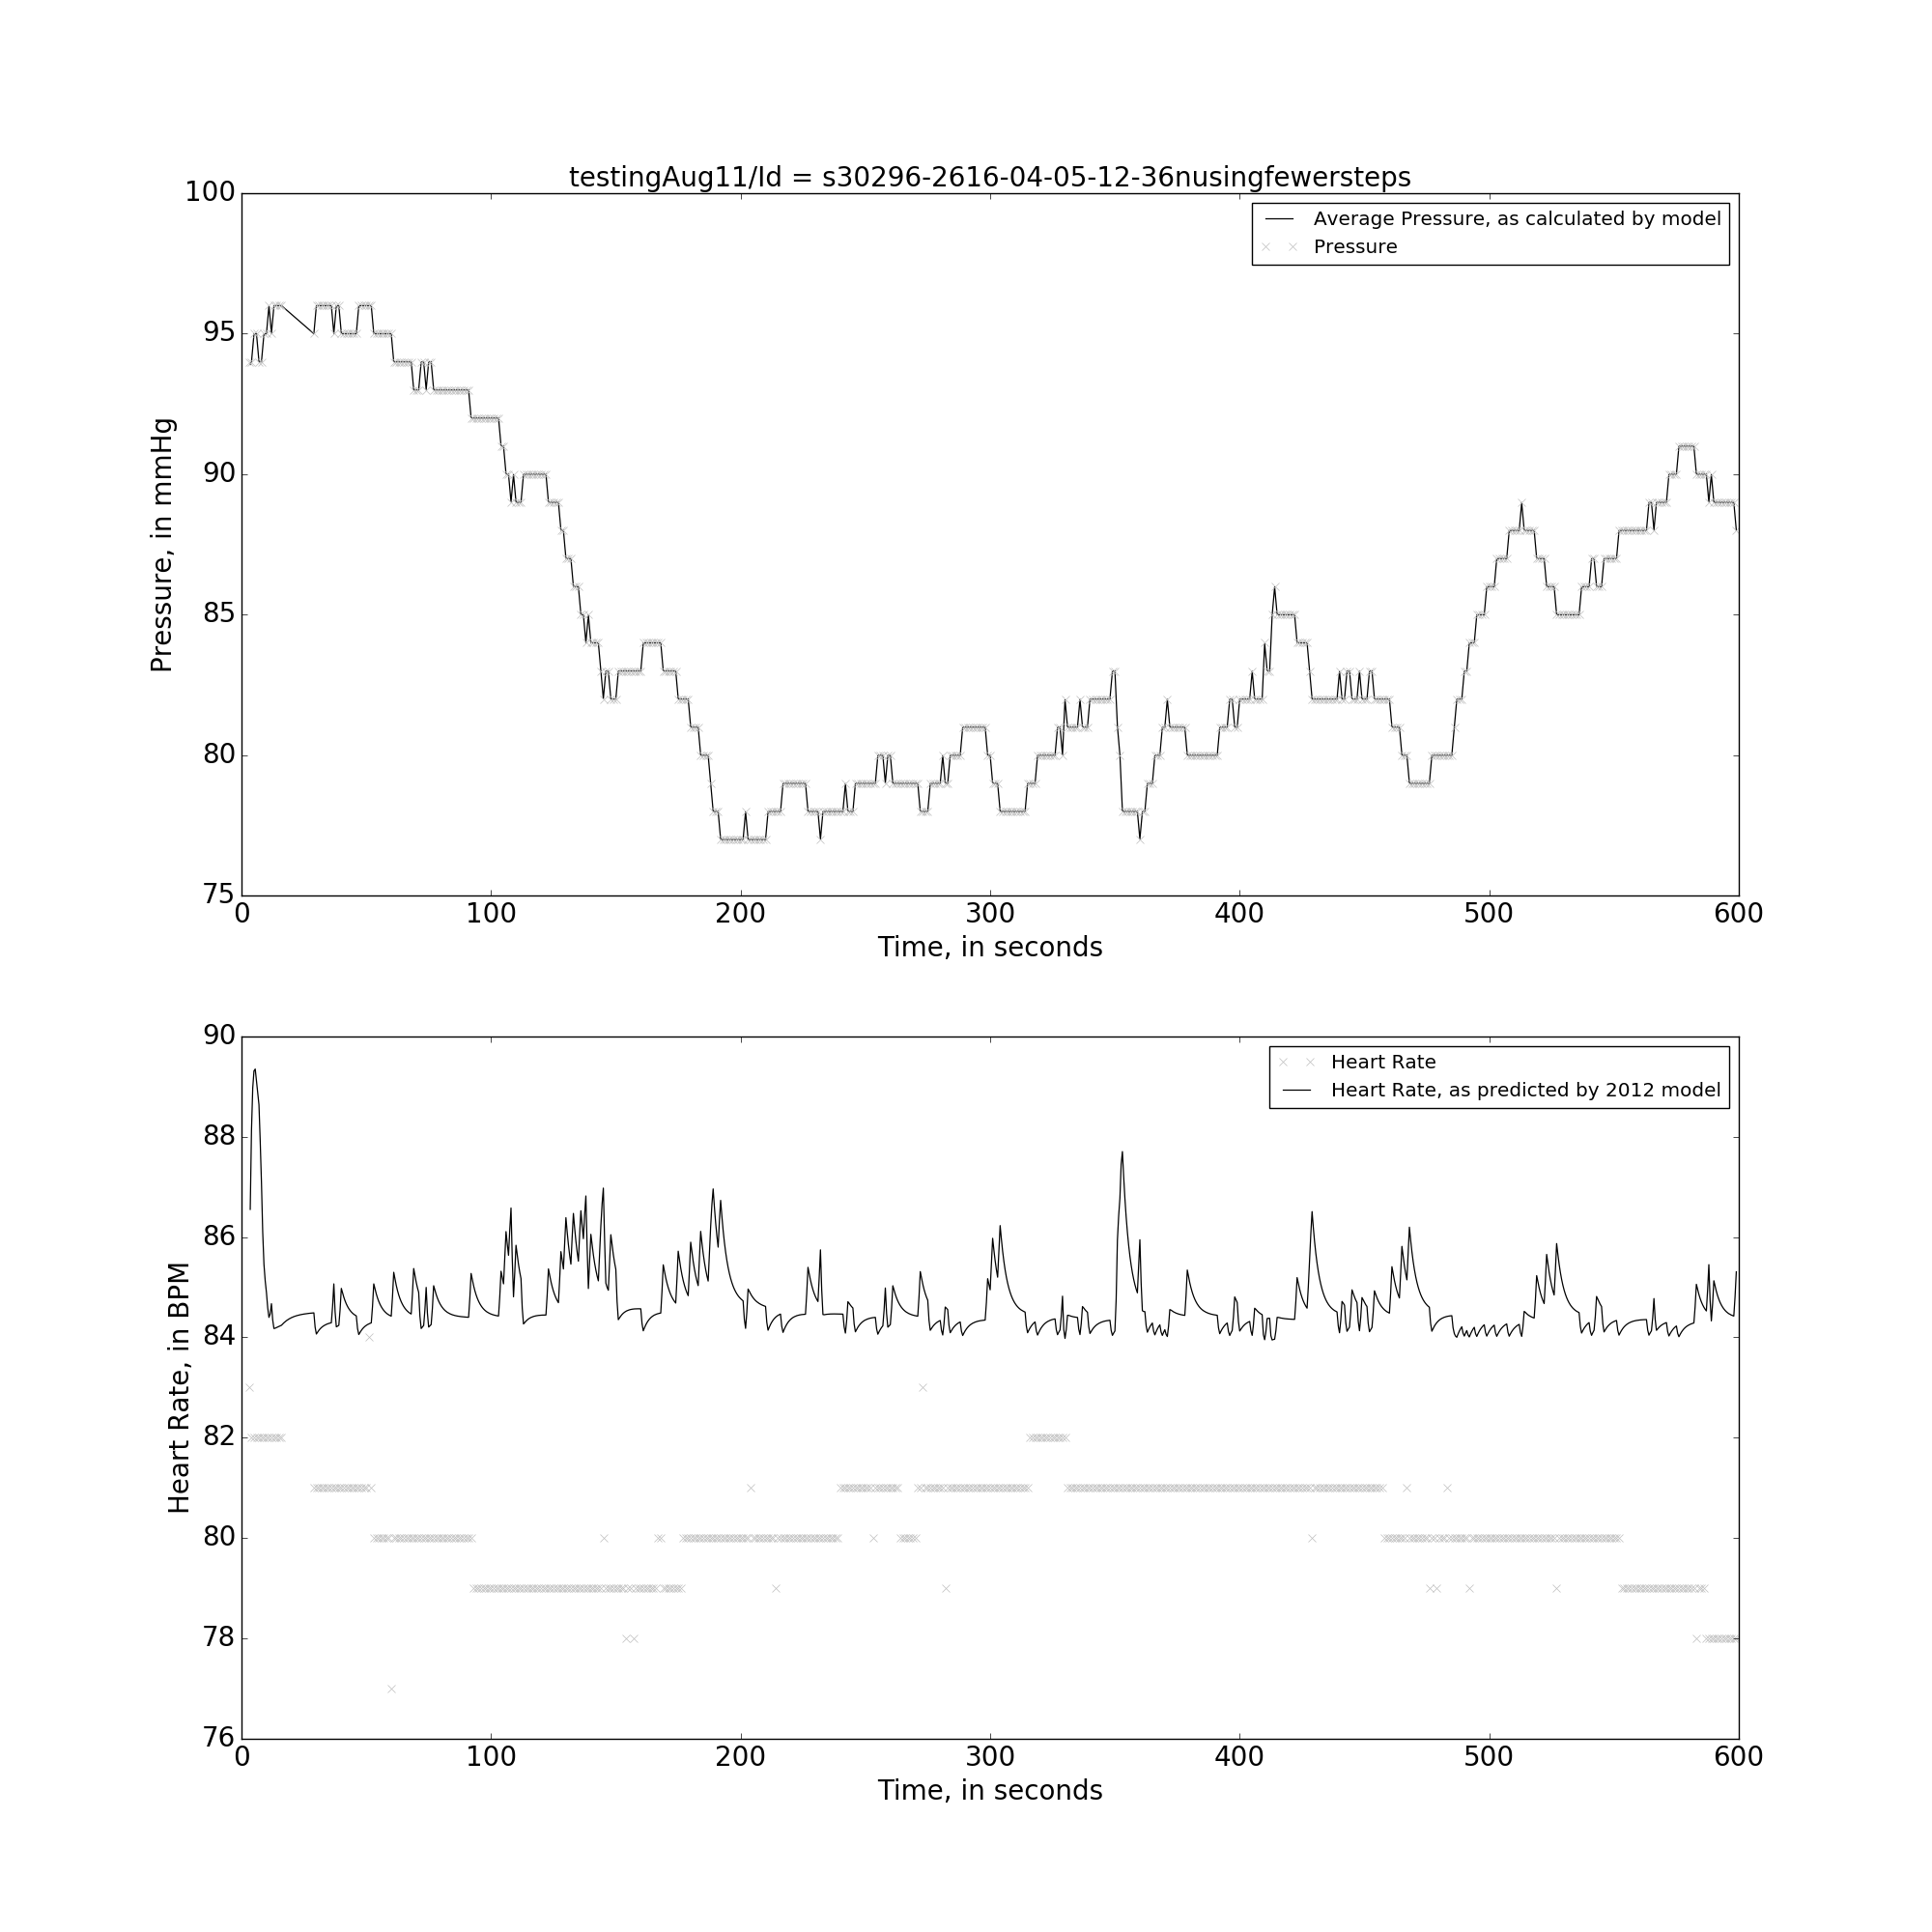 testingAug11/Id = s30296-2616-04-05-12-36nusingfewersteps
100
95
90
85
80
75
Pressure, in mmHg
Average Pressure, as calculated by model
Pressure
0 100 200 300 400 500 600
Time, in seconds
90
88
86
84
82
80
78
76
Heart Rate, in BPM
Heart Rate
Heart Rate, as predicted by 2012 model
0 100 200 300 400 500 600
Time, in seconds